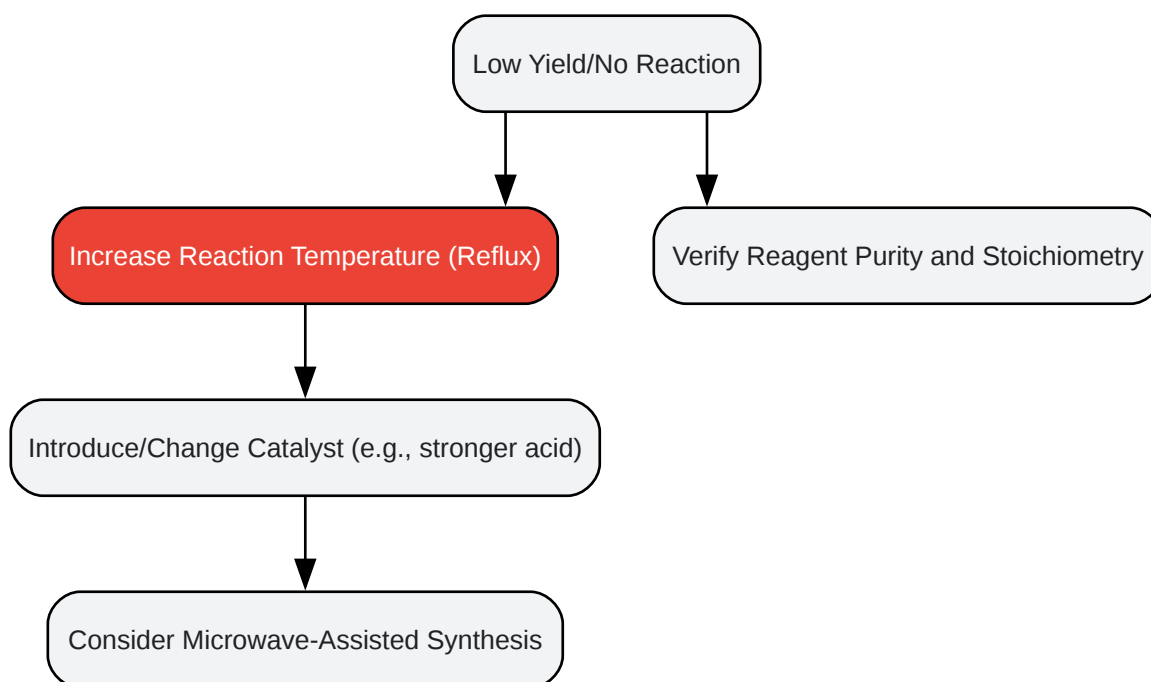 Low Yield/No Reaction
Increase Reaction Temperature (Reflux)
Verify Reagent Purity and Stoichiometry
Introduce/Change Catalyst (e.g., stronger acid)
Consider Microwave-Assisted Synthesis